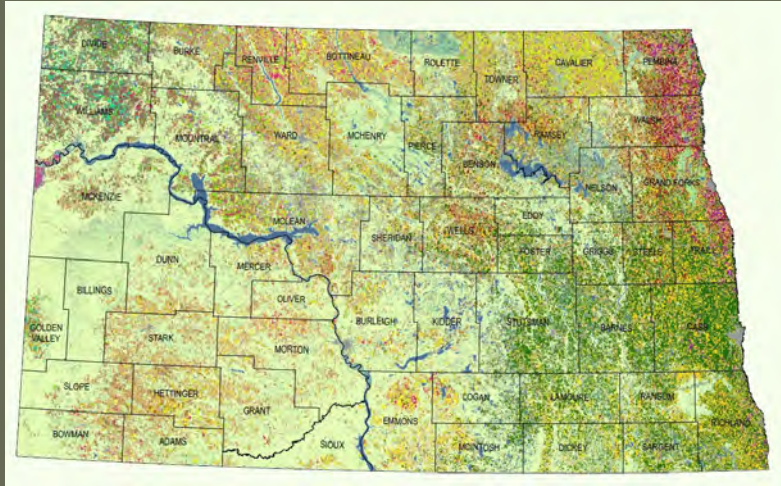 DIVIDE
BURKE
RENVILLE
BOTTINEAU
ROLETTE
TOWNER
CAVALIER
PEMBINA
WILLIAMS
MOUNTRAIL
WARD
MCHENRY
PIERCE
BENSON
RAMSEY
WALSH
MCKENZIE
NELSON
GRAND FORKS
MCLEAN
SHERIDAN
WELLS
EDDY
FOSTER
GRIGGS
STEELE
TRAILL
DUNN
MERCER
OLIVER
BILLINGS
GOLDEN
VALLEY
STARK
MORTON
BURLEIGH
KIDDER
STUTSMAN
BARNES
CASS
SLOPE
HETTINGER
GRANT
EMMONS
LOGAN
LAMOURE
RANSOM
RICHLAND
BOWMAN
ADAMS
SIOUX
MCINTOSH
DICKEY
SARGENT